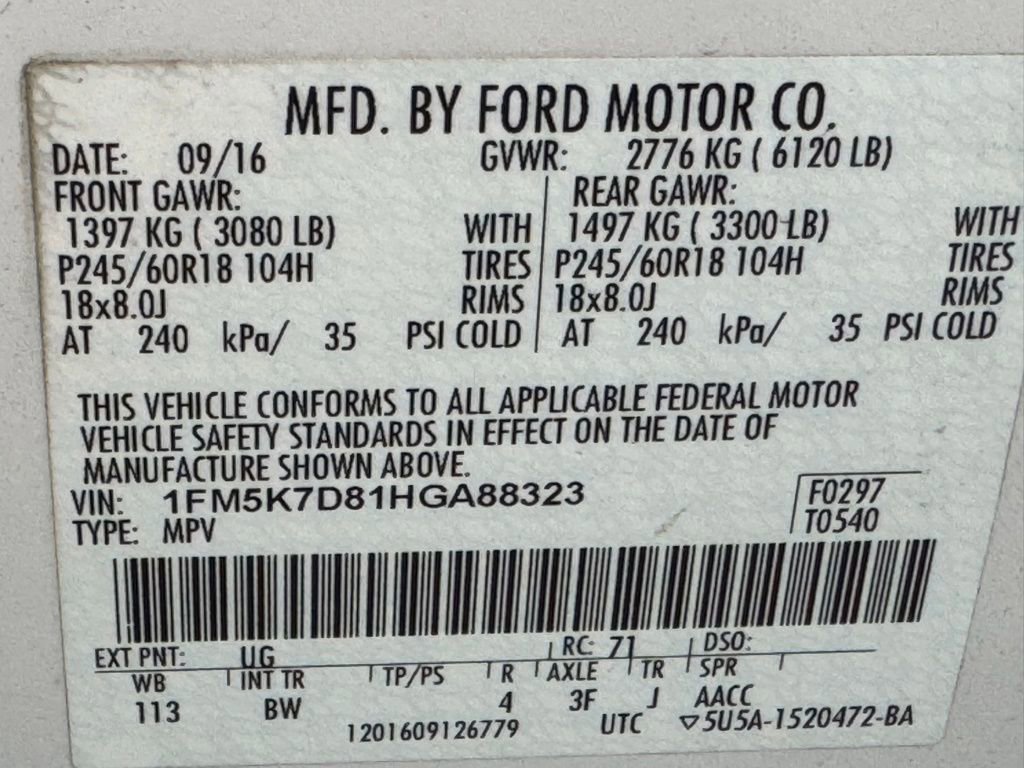 MFD. BY FORD MOTOR CO.
DATE: 09/16 GVWR: 2776 KG ( 6120 LB)
FRONT GAWR: REAR GAWR:
1397 KG ( 3080 LB) WITH 1497 KG ( 3300 LB) WITH
P245/60R18 104H TIRES P245/60R18 104H TIRES
18x8.0J RIMS 18x8.0J RIMS
AT 240 kPa/ 35 PSI COLD AT 240 kPa/ 35 PSI COLD
THIS VEHICLE CONFORMS TO ALL APPLICABLE FEDERAL MOTOR
VEHICLE SAFETY STANDARDS IN EFFECT ON THE DATE OF
MANUFACTURE SHOWN ABOVE.
VIN: 1FM5K7D81HGA88323 F0297
TYPE: MPV T0540
EXT PNT: UG RC: 71 DSO:
WB INT TR TP/PS R AXLE TR SPR
113 BW 4 3F J AACC
1201609126779 UTC ▽5U5A-1520472-BA